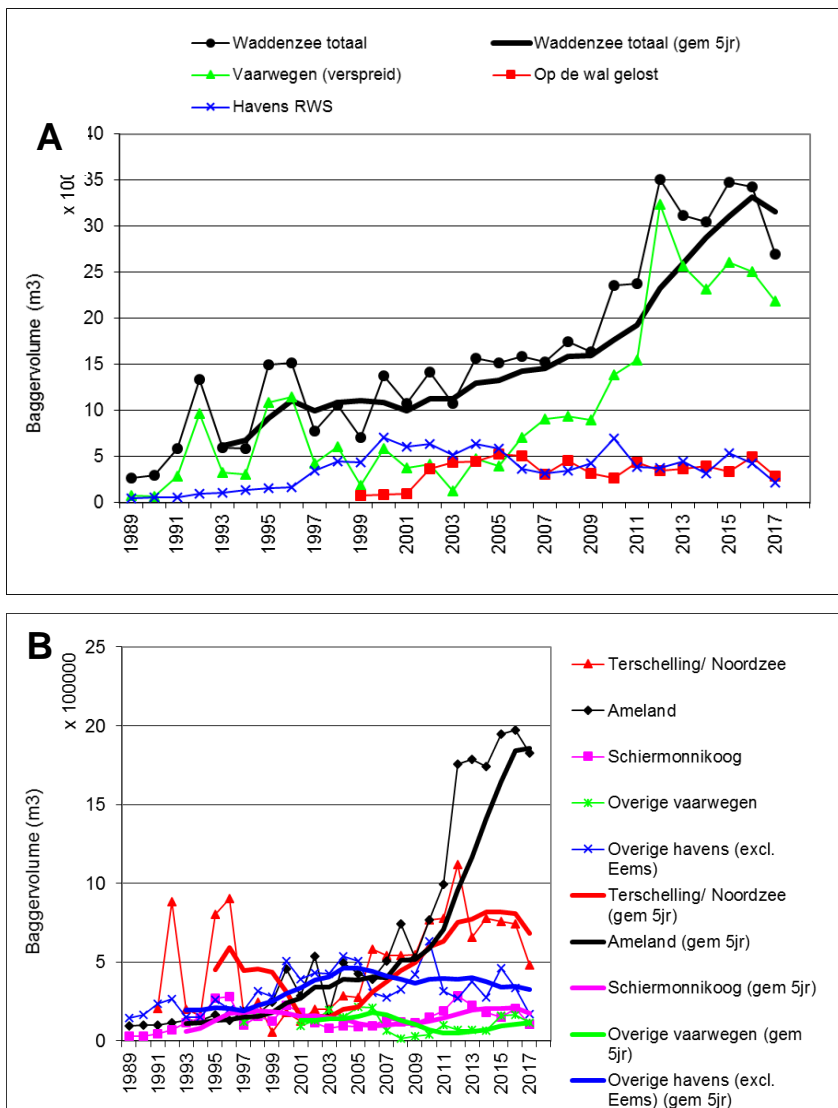 Waddenzee totaal
Waddenzee totaal (gem 5jr)
Vaarwegen (verspreid)
Op de wal gelost
Havens RWS
A
Baggervolume (m3)
40
35
30
25
20
15
10
5
0
1989
1991
1993
1995
1997
1999
2001
2003
2005
2007
2009
2011
2013
2015
2017
B
x 100000
Baggervolume (m3)
25
20
15
10
5
0
1989
1991
1993
1995
1997
1999
2001
2003
2005
2007
2009
2011
2013
2015
2017
Terschelling/ Noordzee
Ameland
Schiermonnikoog
Overige vaarwegen
Overige havens (excl.
Eems)
Terschelling/ Noordzee
(gem 5jr)
Ameland (gem 5jr)
Schiermonnikoog (gem 5jr)
Overige vaarwegen (gem
5jr)
Overige havens (excl.
Eems) (gem 5jr)